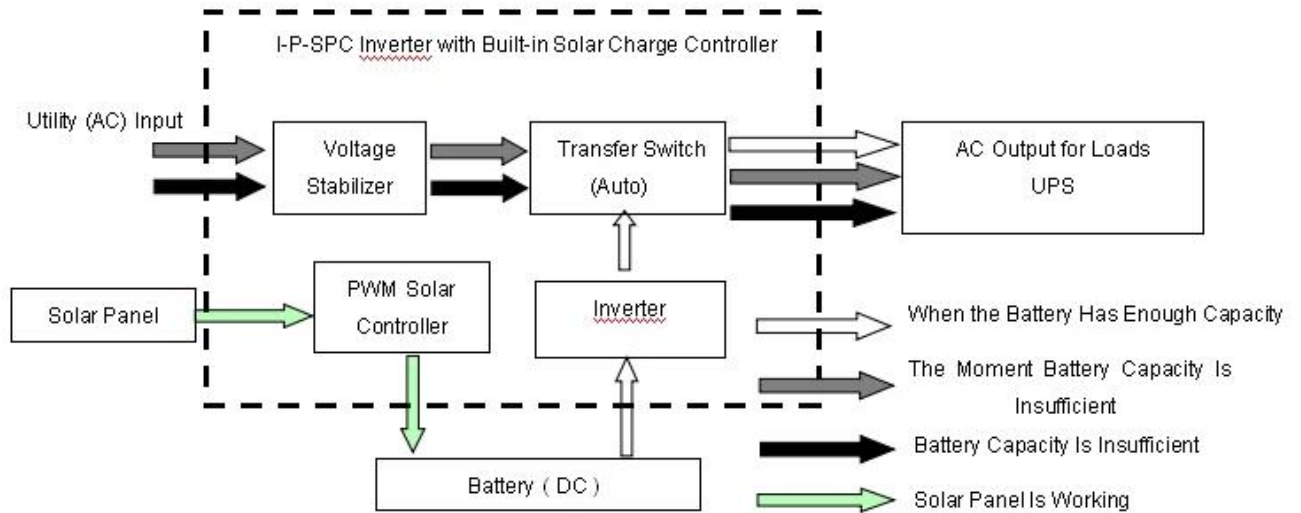 I-P-SPC Inverter with Built-in Solar Charge Controller
Utility (AC) Input
Voltage
Stabilizer
Transfer Switch
(Auto)
AC Output for Loads
UPS
Solar Panel
PWM Solar
Controller
Inverter
Battery ( DC )
When the Battery Has Enough Capacity
The Moment Battery Capacity Is
Insufficient
Battery Capacity Is Insufficient
Solar Panel Is Working